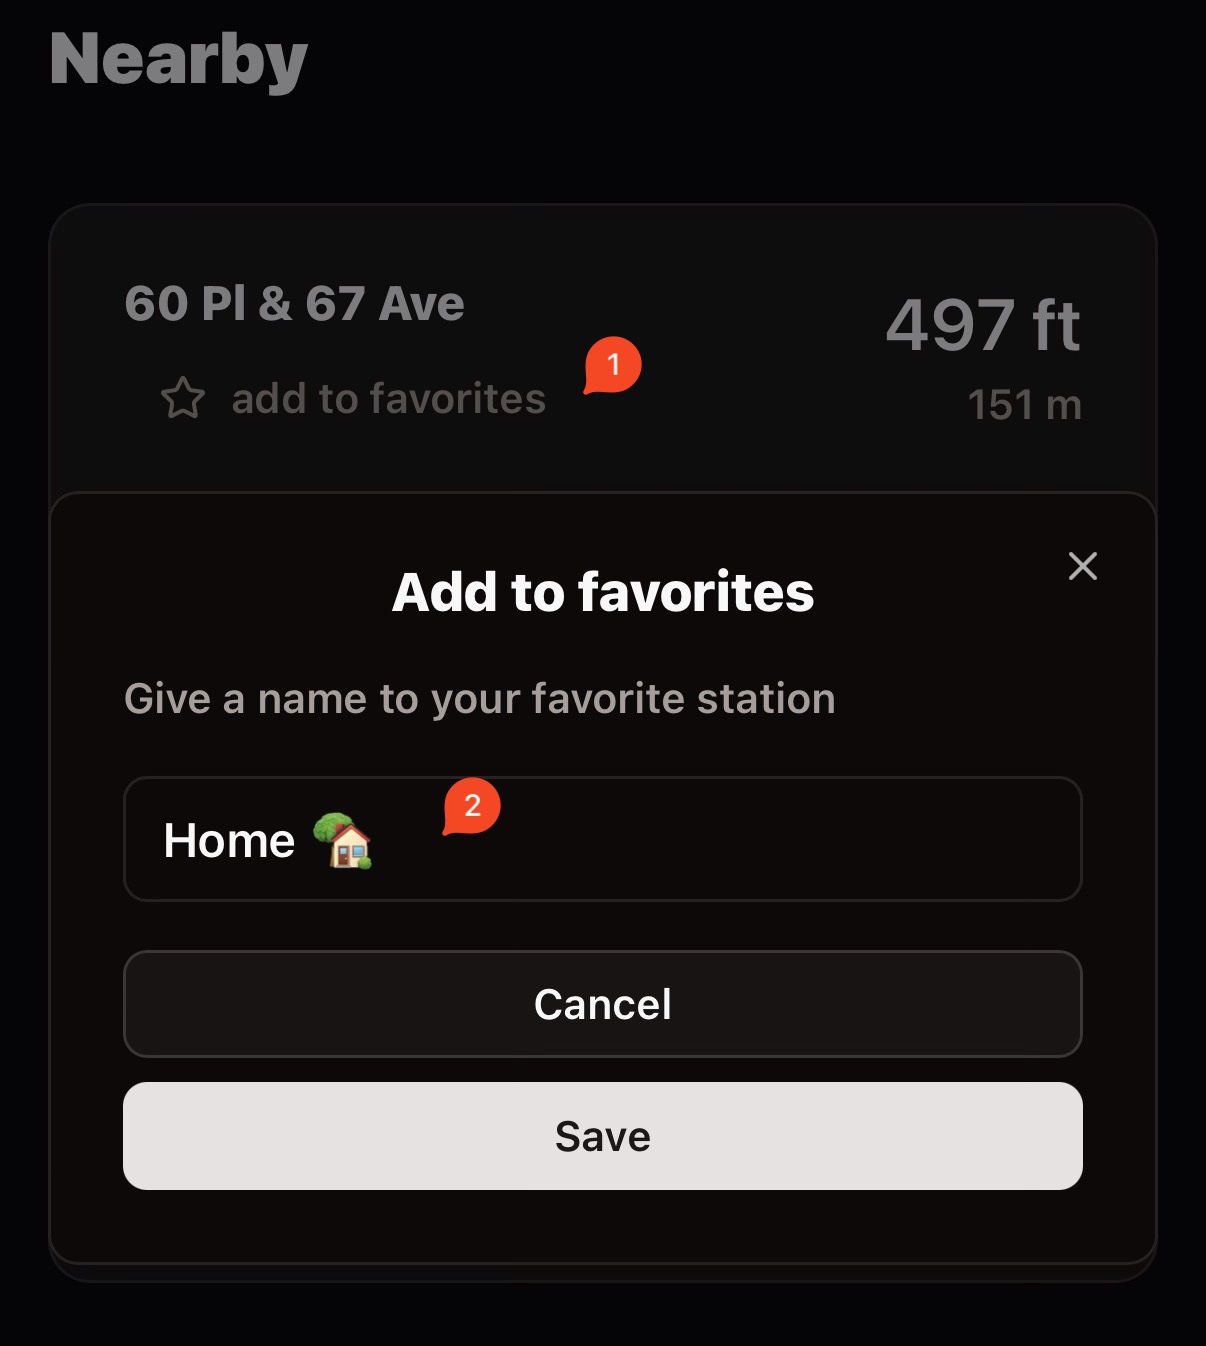 Nearby
60 Pl & 67 Ave
497 ft
1
add to favorites
151 m
Add to favorites
Give a name to your favorite station
2
Home 🏡
Cancel
Save